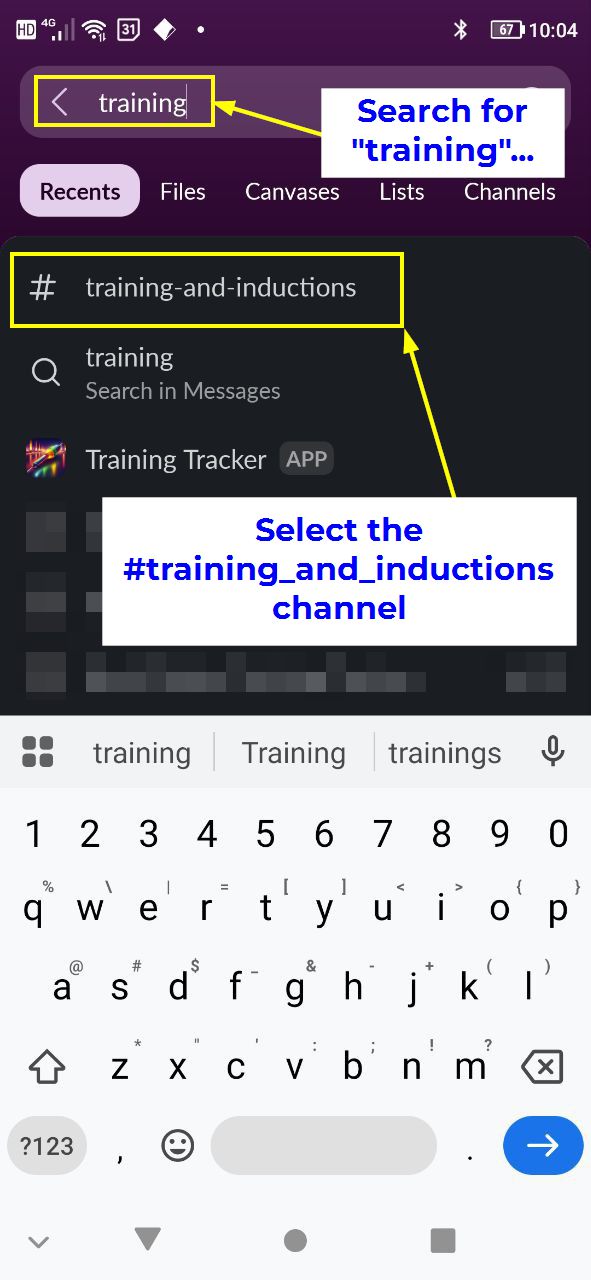 HD 4G 31 67 10:04
training
Search for
"training"...
Recents Files Canvases Lists Channels
# training-and-inductions
training
Search in Messages
Training Tracker APP
Select the
#training_and_inductions
channel
training Training trainings
1 2 3 4 5 6 7 8 9 0
% \ | = [ ] < > { }
q w e r t y u i o p
@ # $ _ & - + ( )
a s d f g h j k l
* " ' : ; ! ?
z x c v b n m
?123 , .